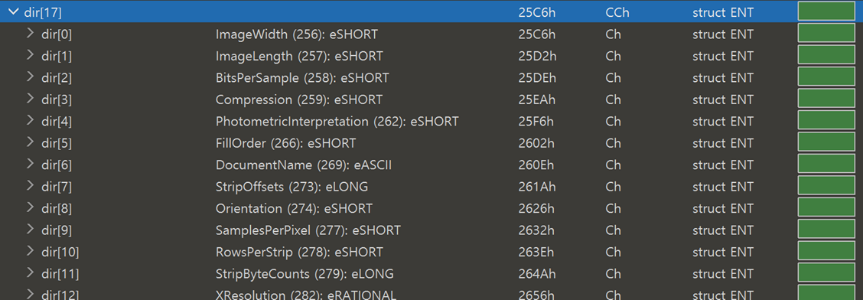 dir[17] 25C6h CCh struct ENT
dir[0] ImageWidth (256): eSHORT 25C6h Ch struct ENT
dir[1] ImageLength (257): eSHORT 25D2h Ch struct ENT
dir[2] BitsPerSample (258): eSHORT 25DEh Ch struct ENT
dir[3] Compression (259): eSHORT 25EAh Ch struct ENT
dir[4] PhotometricInterpretation (262): eSHORT 25F6h Ch struct ENT
dir[5] FillOrder (266): eSHORT 2602h Ch struct ENT
dir[6] DocumentName (269): eASCII 260Eh Ch struct ENT
dir[7] StripOffsets (273): eLONG 261Ah Ch struct ENT
dir[8] Orientation (274): eSHORT 2626h Ch struct ENT
dir[9] SamplesPerPixel (277): eSHORT 2632h Ch struct ENT
dir[10] RowsPerStrip (278): eSHORT 263Eh Ch struct ENT
dir[11] StripByteCounts (279): eLONG 264Ah Ch struct ENT
dir[12] XResolution (282): eRATIONAL 2656h Ch struct ENT